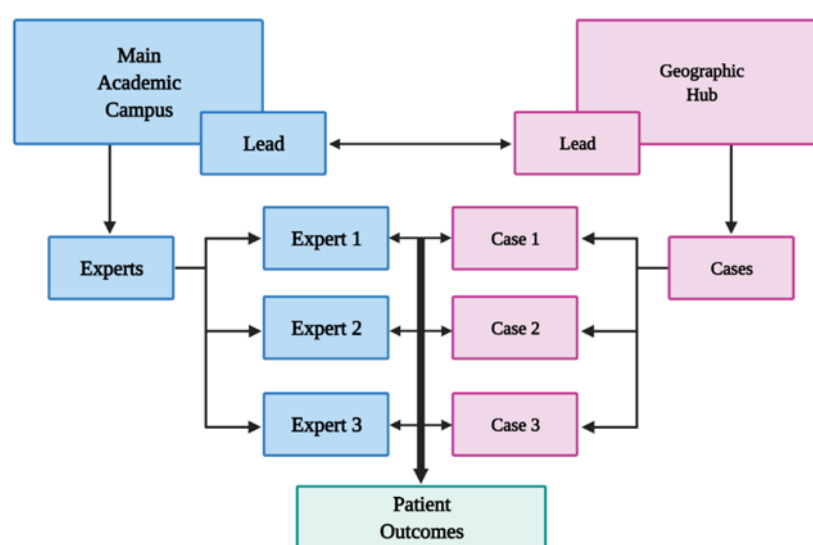 Main
Academic
Campus
Lead
Geographic
Hub
Lead
Experts
Expert 1
Case 1
Cases
Expert 2
Case 2
Expert 3
Case 3
Patient
Outcomes